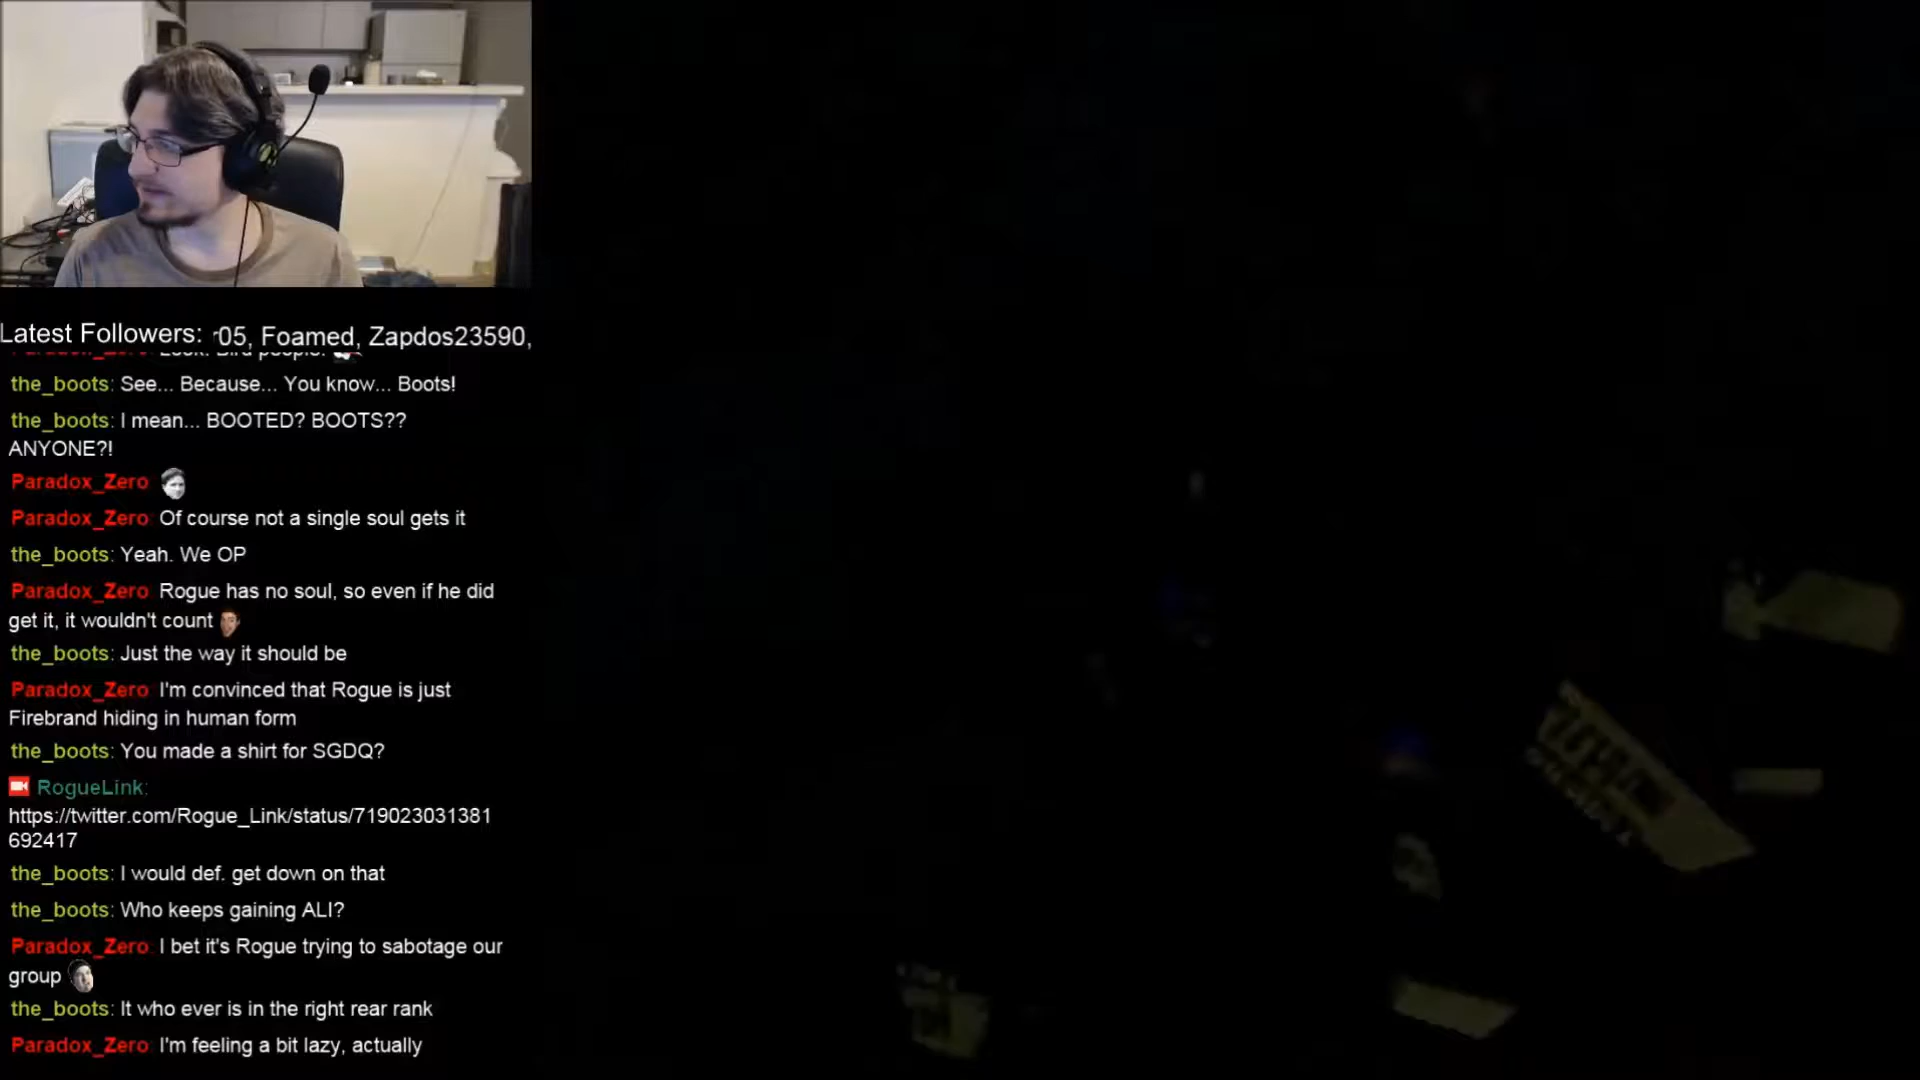 Latest Followers: r05, Foamed, Zapdos23590,
the_boots: See... Because... You know... Boots!
the_boots: I mean... BOOTED? BOOTS??
ANYONE?!
Paradox_Zero
Paradox_Zero: Of course not a single soul gets it
the_boots: Yeah. We OP
Paradox_Zero: Rogue has no soul, so even if he did
get it, it wouldn't count
the_boots: Just the way it should be
Paradox_Zero: I'm convinced that Rogue is just
Firebrand hiding in human form
the_boots: You made a shirt for SGDQ?
RogueLink:
https://twitter.com/Rogue_Link/status/719023031381
692417
the_boots: I would def. get down on that
the_boots: Who keeps gaining ALI?
Paradox_Zero: I bet it's Rogue trying to sabotage our
group
the_boots: It who ever is in the right rear rank
Paradox_Zero: I'm feeling a bit lazy, actually